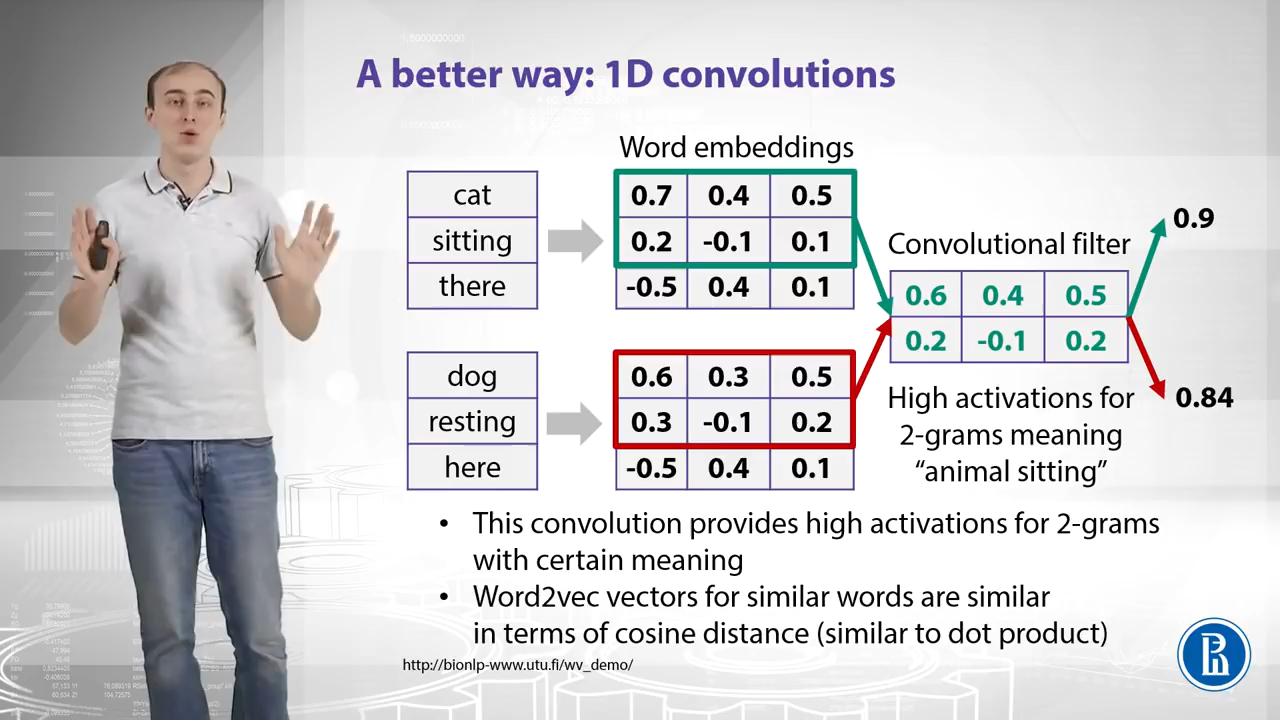 A better way: 1D convolutions
Word embeddings
cat
sitting
there
0.7 0.4 0.5
0.2 -0.1 0.1
-0.5 0.4 0.1
dog
resting
here
0.6 0.3 0.5
0.3 -0.1 0.2
-0.5 0.4 0.1
Convolutional filter
0.6 0.4 0.5
0.2 -0.1 0.2
0.9
0.84
High activations for
2-grams meaning
“animal sitting”
• This convolution provides high activations for 2-grams
with certain meaning
• Word2vec vectors for similar words are similar
in terms of cosine distance (similar to dot product)
http://bionlp-www.utu.fi/wv_demo/